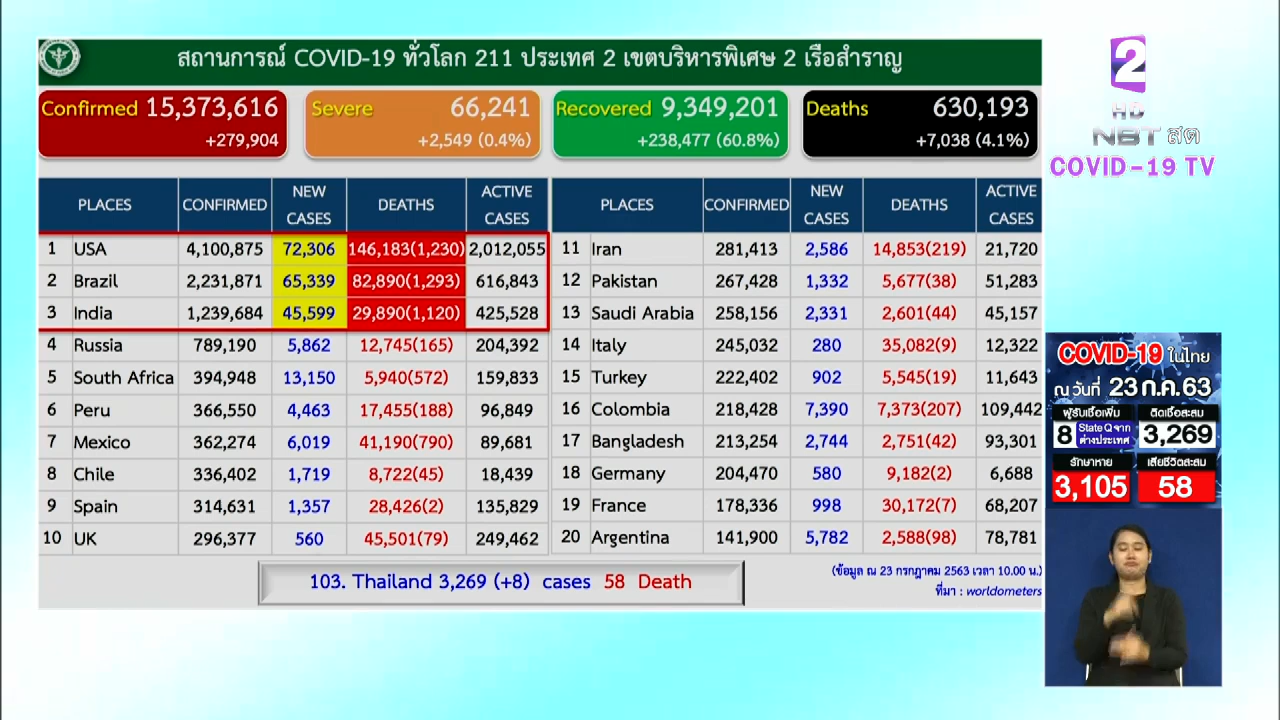 สถานการณ์ COVID-19 ทั่วโลก 211 ประเทศ 2 เขตบริหารพิเศษ 2 เรือสำราญ
Confirmed 15,373,616
+279,904
Severe 66,241
+2,549 (0.4%)
Recovered 9,349,201
+238,477 (60.8%)
Deaths 630,193
+7,038 (4.1%)
PLACES CONFIRMED NEW CASES DEATHS ACTIVE CASES
1 USA 4,100,875 72,306 146,183(1,230) 2,012,055
2 Brazil 2,231,871 65,339 82,890(1,293) 616,843
3 India 1,239,684 45,599 29,890(1,120) 425,528
4 Russia 789,190 5,862 12,745(165) 204,392
5 South Africa 394,948 13,150 5,940(572) 159,833
6 Peru 366,550 4,463 17,455(188) 96,849
7 Mexico 362,274 6,019 41,190(790) 89,681
8 Chile 336,402 1,719 8,722(45) 18,439
9 Spain 314,631 1,357 28,426(2) 135,829
10 UK 296,377 560 45,501(79) 249,462
PLACES CONFIRMED NEW CASES DEATHS ACTIVE CASES
11 Iran 281,413 2,586 14,853(219) 21,720
12 Pakistan 267,428 1,332 5,677(38) 51,283
13 Saudi Arabia 258,156 2,331 2,601(44) 45,157
14 Italy 245,032 280 35,082(9) 12,322
15 Turkey 222,402 902 5,545(19) 11,643
16 Colombia 218,428 7,390 7,373(207) 109,442
17 Bangladesh 213,254 2,744 2,751(42) 93,301
18 Germany 204,470 580 9,182(2) 6,688
19 France 178,336 998 30,172(7) 68,207
20 Argentina 141,900 5,782 2,588(98) 78,781
103. Thailand 3,269 (+8) cases 58 Death
(ข้อมูล ณ 23 กรกฎาคม 2563 เวลา 10.00 น.)
ที่มา : worldometers
2
HD
NBT สด
COVID-19 TV
COVID-19 ในไทย
ณ วันที่ 23 ก.ค. 63
ผู้รับเชื้อเพิ่ม ติดเชื้อสะสม
8 State Q จาก ต่างประเทศ 3,269
รักษาหาย เสียชีวิตสะสม
3,105 58